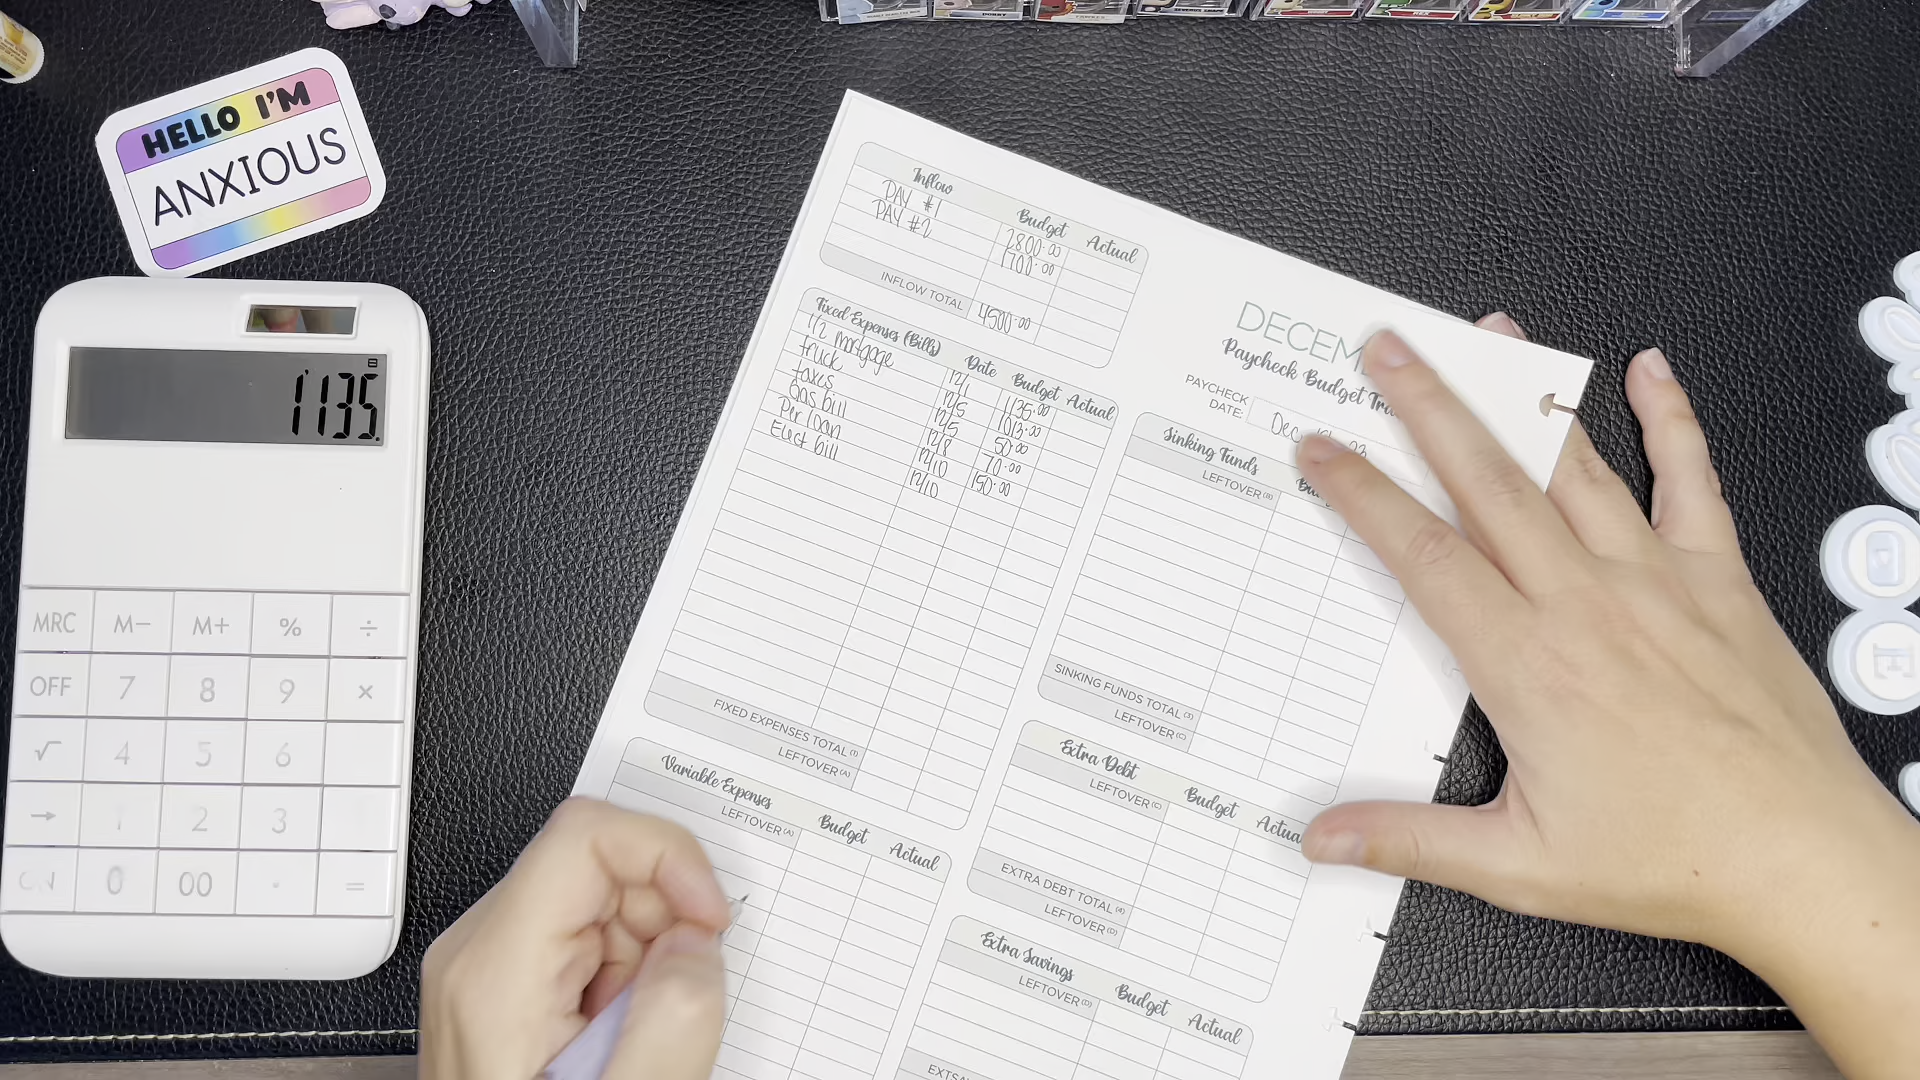 HELLO I'M
ANXIOUS
1135.
MRC M− M+ % ÷
OFF 7 8 9 ×
√ 4 5 6
→ 1 2 3
0 00 . =
Inflow Budget Actual
PAY #1 2800.00
PAY #2 1700.00
INFLOW TOTAL 4500.00
Fixed Expenses (Bills) Date Budget Actual
1/2 mortgage 12/1 1135.00
truck 12/5 1013.00
taxes 12/5 50.00
Gas bill 12/8 70.00
Per loan 12/10 150.00
Elect bill 12/10
FIXED EXPENSES TOTAL (1)
LEFTOVER (A)
Variable Expenses Budget Actual
LEFTOVER (A)
DECEM
Paycheck Budget Tra
PAYCHECK
DATE: Dec
Sinking Funds
LEFTOVER (B)
SINKING FUNDS TOTAL (3)
LEFTOVER (C)
Extra Debt Budget Actua
LEFTOVER (C)
EXTRA DEBT TOTAL (4)
LEFTOVER (D)
Extra Savings Budget Actual
LEFTOVER (D)
E